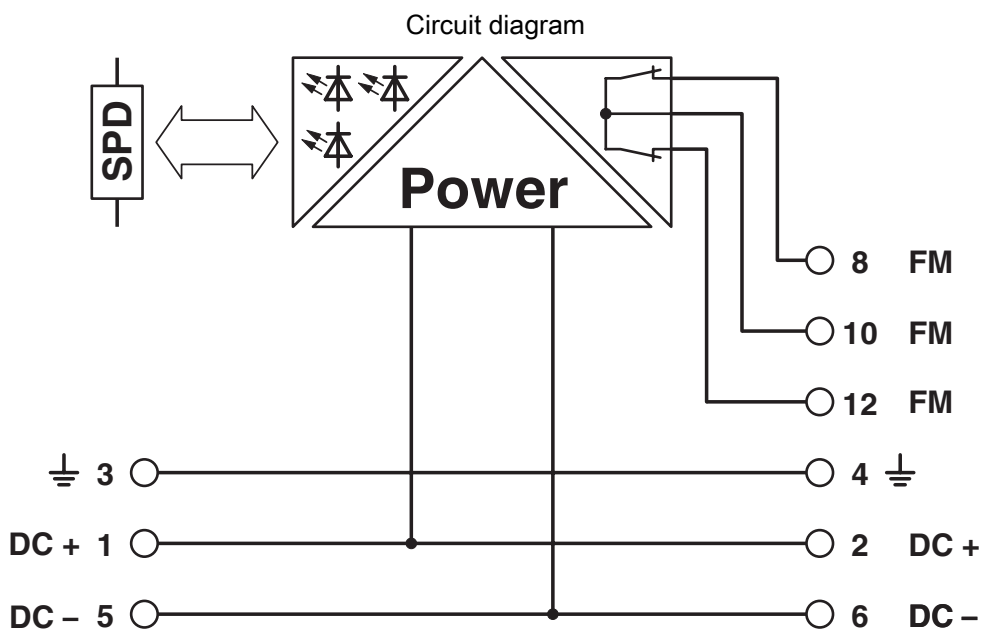 Circuit diagram
SPD
Power
8 FM
10 FM
12 FM
3 4
DC + 1 2 DC +
DC – 5 6 DC –